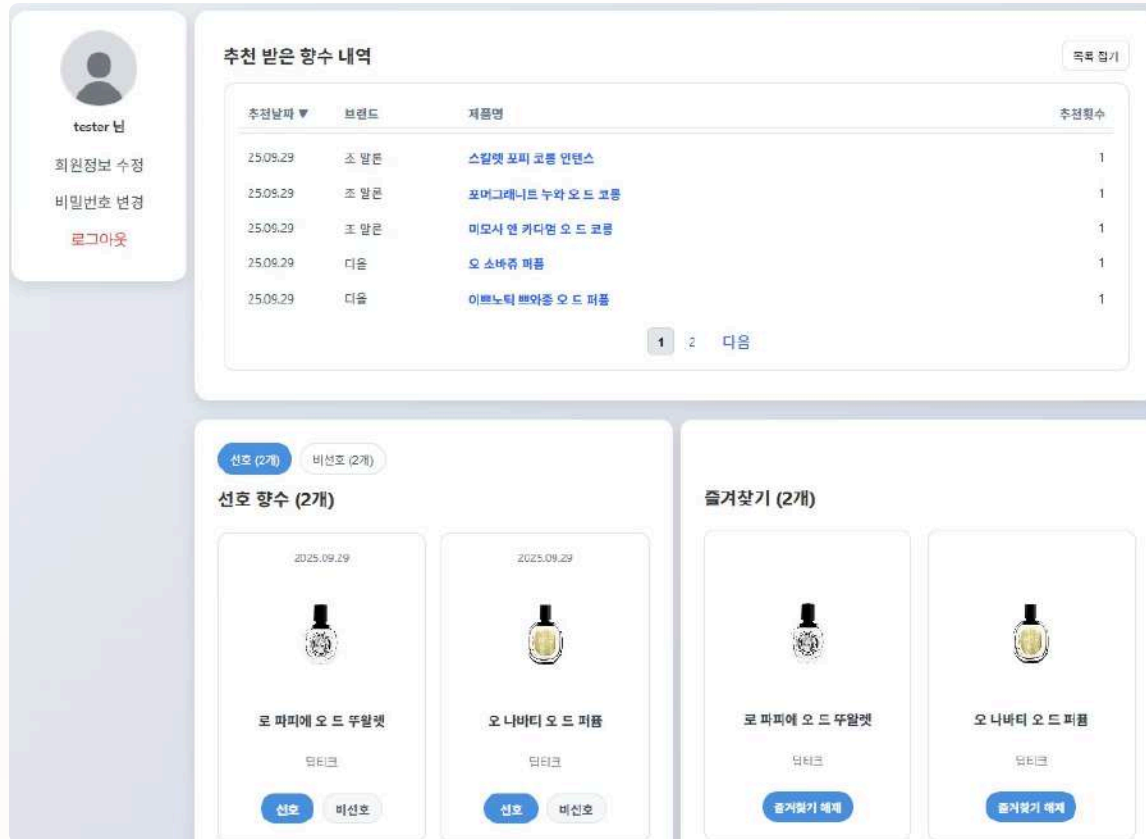 tester 님
회원정보 수정
비밀번호 변경
로그아웃
추천 받은 향수 내역
목록 접기
추천날짜 ▼ 브랜드 제품명 추천횟수
25.09.29 조 말론 스칼렛 포피 코롱 인텐스 1
25.09.29 조 말론 포머그래니트 누와 오 드 코롱 1
25.09.29 조 말론 미모사 앤 카다멈 오 드 코롱 1
25.09.29 디올 오 소바쥬 퍼퓸 1
25.09.29 디올 이쁘노틱 쁘와종 오 드 퍼퓸 1
1 2 다음
선호 (2개) 비선호 (2개)
선호 향수 (2개)
2025.09.29 2025.09.29
로 파피에 오 드 뚜왈렛 오 나바티 오 드 퍼퓸
딥티크 딥티크
선호 비선호 선호 비선호
즐겨찾기 (2개)
로 파피에 오 드 뚜왈렛 오 나바티 오 드 퍼퓸
딥티크 딥티크
즐겨찾기 해제 즐겨찾기 해제